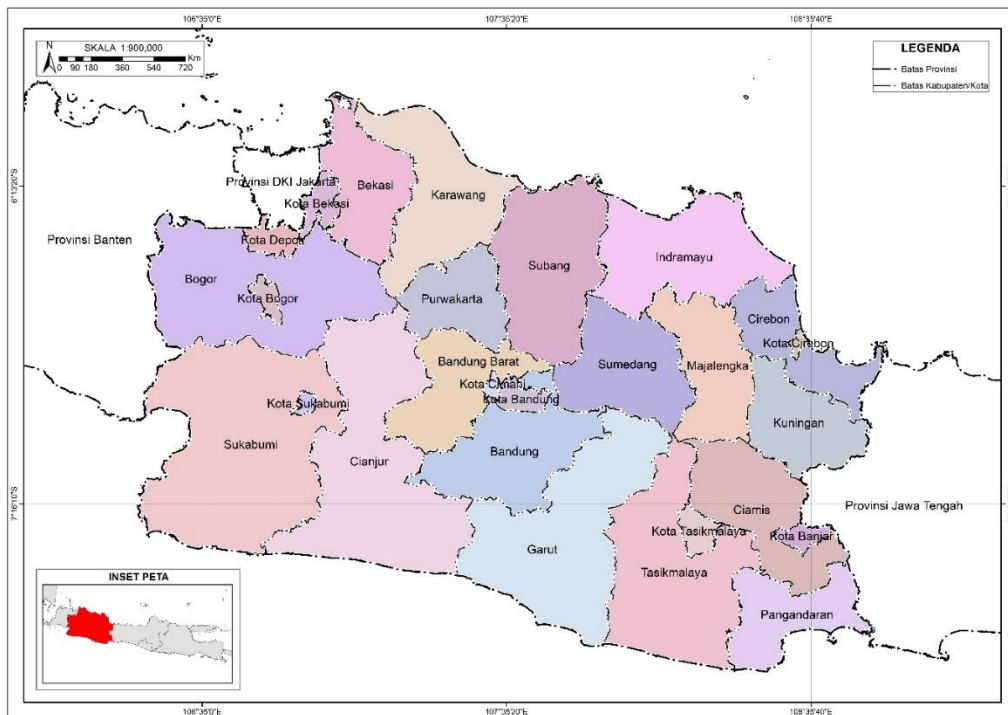 106°35'0"E
107°35'20"E
108°35'40"E
N
SKALA 1:900,000
Km
0 90 180 360 540 720
LEGENDA
Batas Provinsi
Batas Kabupaten/Kota
6°13'20"S
Provinsi DKI Jakarta
Bekasi
Karawang
Kota Bekasi
Provinsi Banten
Kota Depok
Bogor
Subang
Indramayu
Kota Bogor
Purwakarta
Cirebon
Kota Cirebon
Bandung Barat
Sumedang
Majalengka
Kota Cimahi
Kota Bandung
Kota Sukabumi
Kuningan
Sukabumi
Cianjur
Bandung
7°16'10"S
Ciamis
Provinsi Jawa Tengah
Kota Tasikmalaya
Kota Banjar
Garut
Tasikmalaya
INSET PETA
Pangandaran
106°35'0"E
107°35'20"E
108°35'40"E